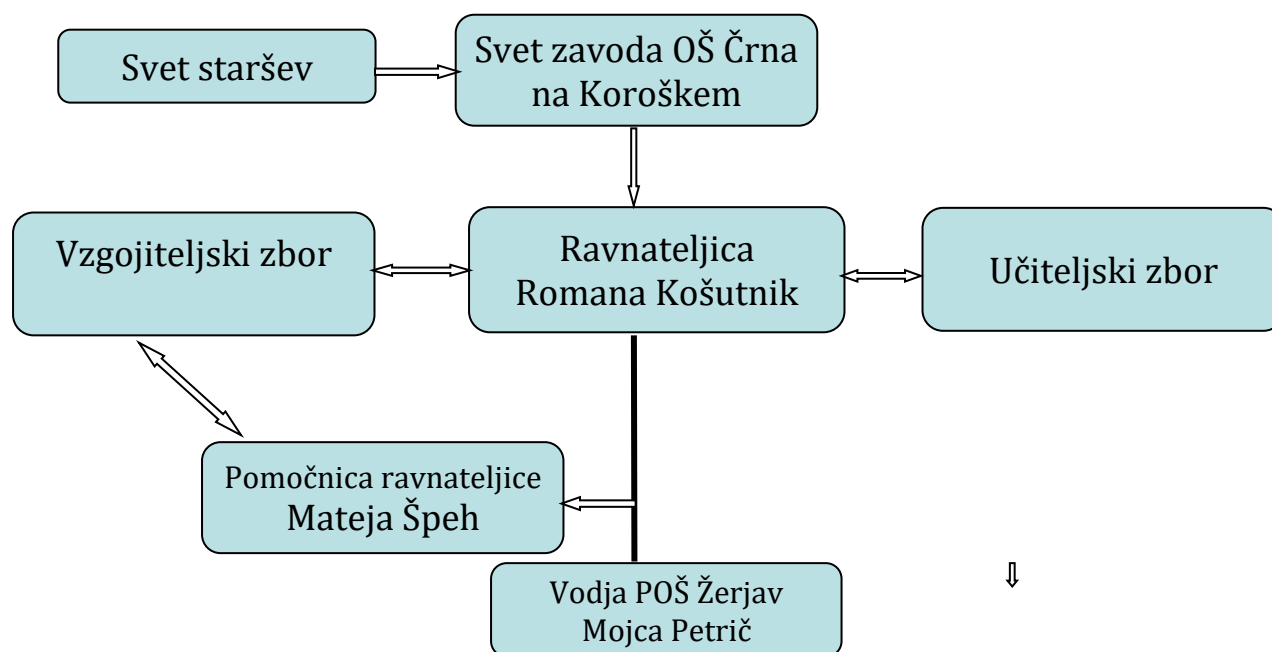 Svet staršev
Svet zavoda OŠ Črna
na Koroškem
Vzgojiteljski zbor
Ravnateljica
Romana Košutnik
Učiteljski zbor
Pomočnica ravnateljice
Mateja Špeh
Vodja POŠ Žerjav
Mojca Petrič